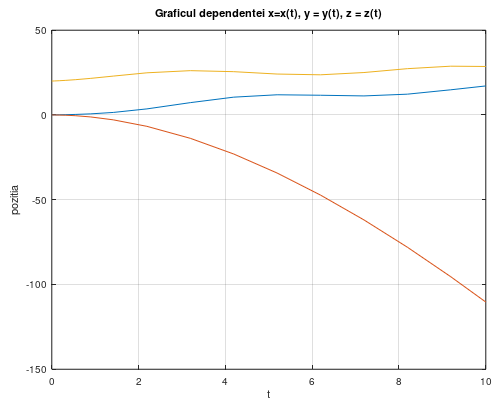 Graficul dependentei x=x(t), y = y(t), z = z(t)
50
0
-50
-100
-150
pozitia
0 2 4 6 8 10
t